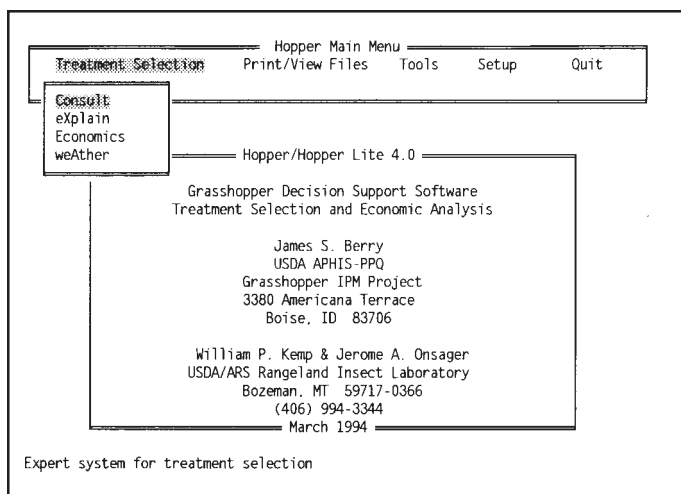 Hopper Main Menu
Treatment Selection Print/View Files Tools Setup Quit
Consult
eXplain
Economics
weAther
Hopper/Hopper Lite 4.0
Grasshopper Decision Support Software
Treatment Selection and Economic Analysis
James S. Berry
USDA APHIS-PPQ
Grasshopper IPM Project
3380 Americana Terrace
Boise, ID 83706
William P. Kemp & Jerome A. Onsager
USDA/ARS Rangeland Insect Laboratory
Bozeman, MT 59717-0366
(406) 994-3344
March 1994
Expert system for treatment selection